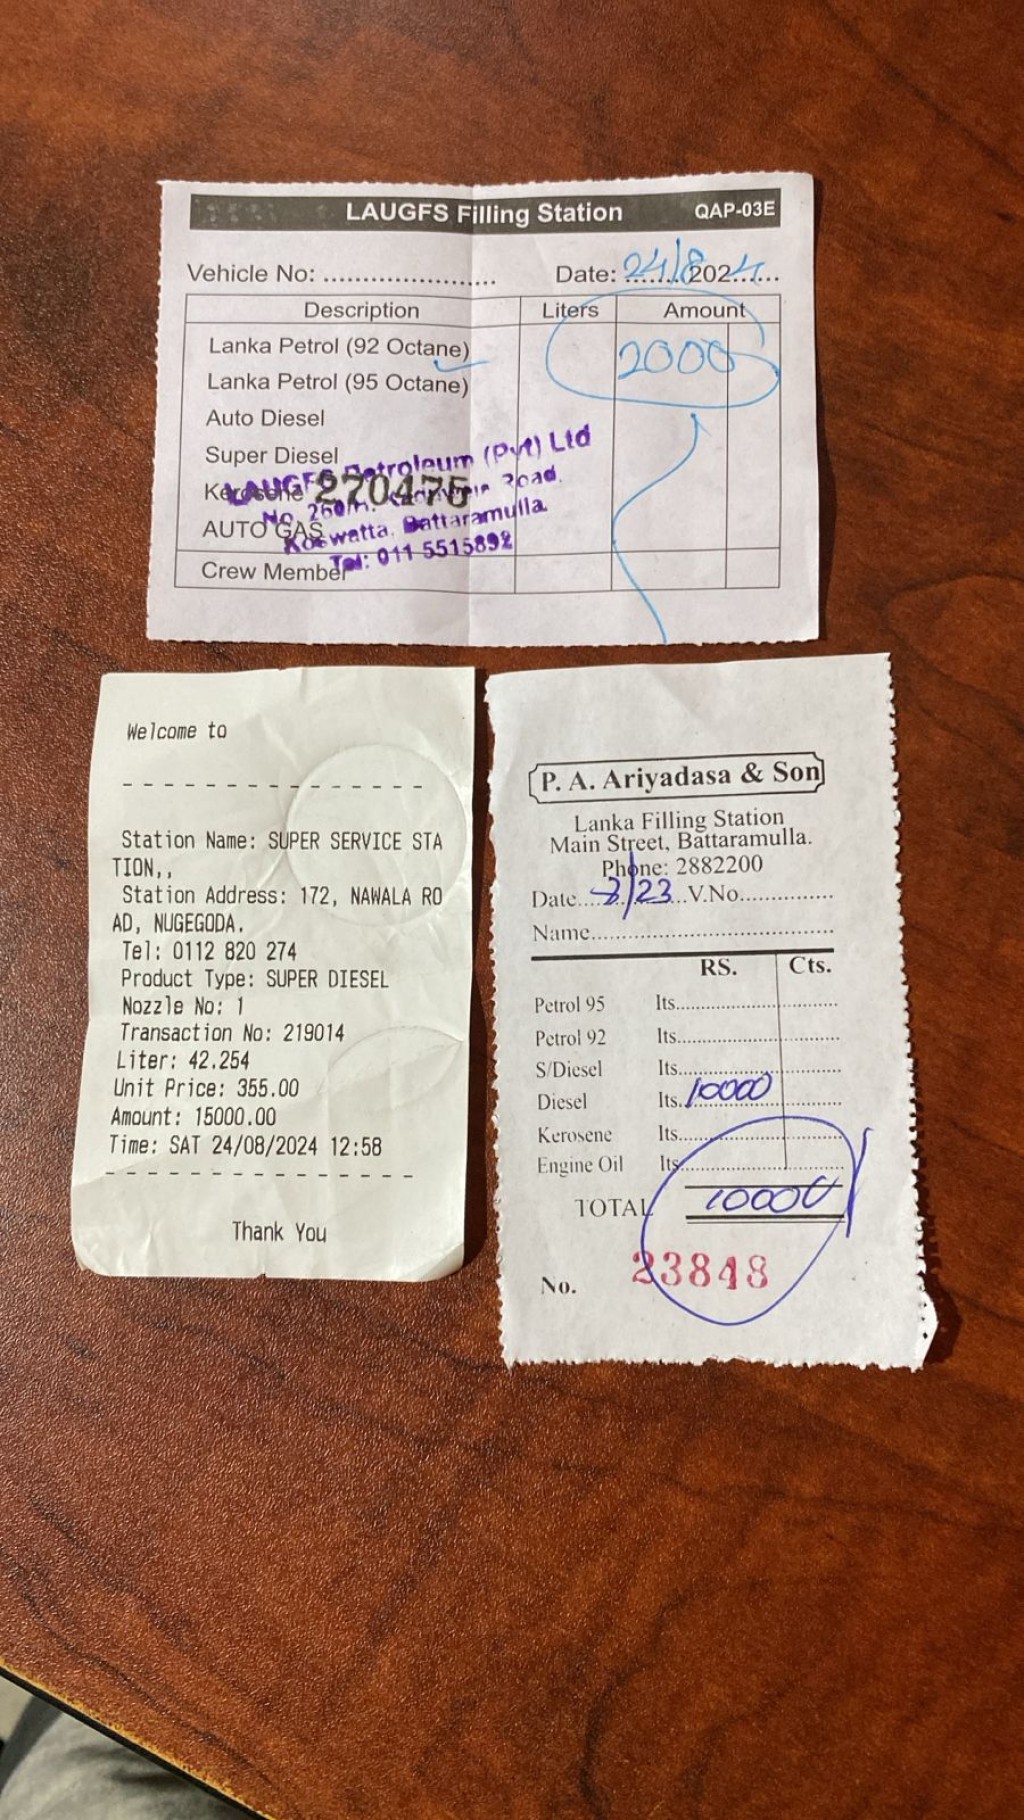 LAUGFS Filling Station QAP-03E
Vehicle No: ........................ Date: 24/8/2024
Description Liters Amount
Lanka Petrol (92 Octane) 2000
Lanka Petrol (95 Octane)
Auto Diesel
Super Diesel
Kerosene 270475
AUTO GAS
Crew Member
LAUGFS Petroleum (Pvt) Ltd
No. Road,
Koswatta, Battaramulla.
Tel: 011 5515892
Welcome to
Station Name: SUPER SERVICE STA
TION,,
Station Address: 172, NAWALA RO
AD, NUGEGODA.
Tel: 0112 820 274
Product Type: SUPER DIESEL
Nozzle No: 1
Transaction No: 219014
Liter: 42.254
Unit Price: 355.00
Amount: 15000.00
Time: SAT 24/08/2024 12:58
Thank You
P. A. Ariyadasa & Son
Lanka Filling Station
Main Street, Battaramulla.
Phone: 2882200
Date....8/23...V.No................
Name.............................................
RS. Cts.
Petrol 95 lts................................
Petrol 92 lts................................
S/Diesel lts................................
Diesel lts. 10000
Kerosene lts................................
Engine Oil lts................................
TOTAL 10000
No. 23848